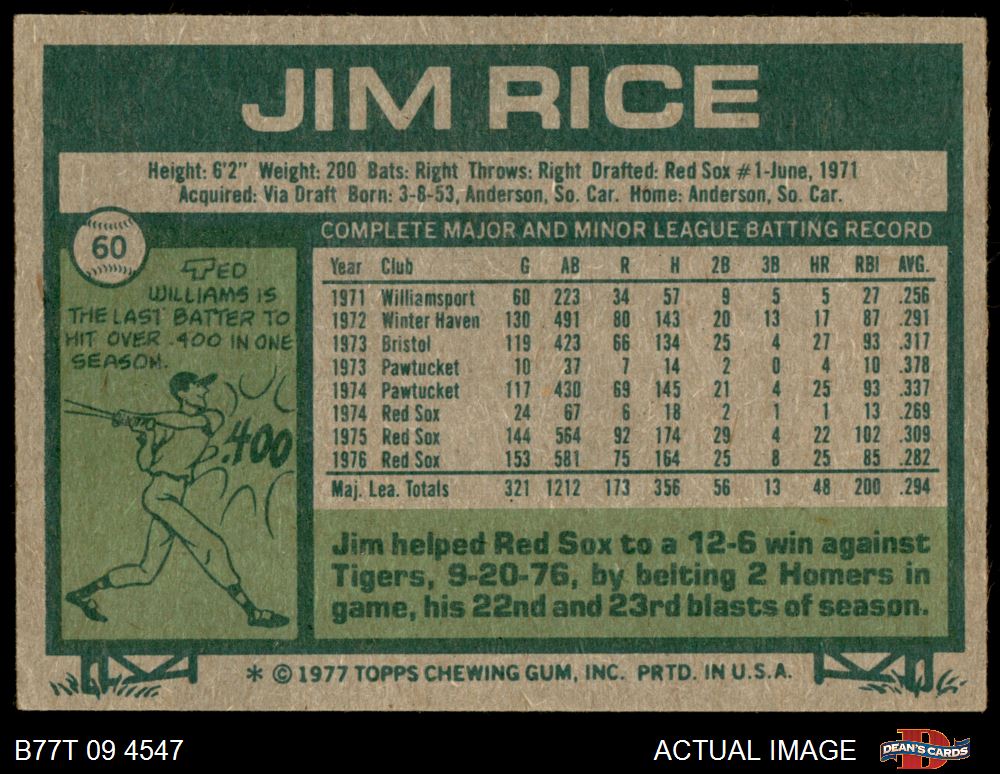 JIM RICE
Height: 6'2" Weight: 200 Bats: Right Throws: Right Drafted: Red Sox #1-June, 1971
Acquired: Via Draft Born: 3-8-53, Anderson, So. Car. Home: Anderson, So. Car.
60
TED
WILLIAMS IS
THE LAST BATTER TO
HIT OVER .400 IN ONE
SEASON.
.400
COMPLETE MAJOR AND MINOR LEAGUE BATTING RECORD
Year Club G AB R H 2B 3B HR RBI AVG.
1971 Williamsport 60 223 34 57 9 5 5 27 .256
1972 Winter Haven 130 491 80 143 20 13 17 87 .291
1973 Bristol 119 423 66 134 25 4 27 93 .317
1973 Pawtucket 10 37 7 14 2 0 4 10 .378
1974 Pawtucket 117 430 69 145 21 4 25 93 .337
1974 Red Sox 24 67 6 18 2 1 1 13 .269
1975 Red Sox 144 564 92 174 29 4 22 102 .309
1976 Red Sox 153 581 75 164 25 8 25 85 .282
Maj. Lea. Totals 321 1212 173 356 56 13 48 200 .294
Jim helped Red Sox to a 12-6 win against
Tigers, 9-20-76, by belting 2 Homers in
game, his 22nd and 23rd blasts of season.
* © 1977 TOPPS CHEWING GUM, INC. PRTD. IN U.S.A.
B77T 09 4547
ACTUAL IMAGE
DEAN'S CARDS